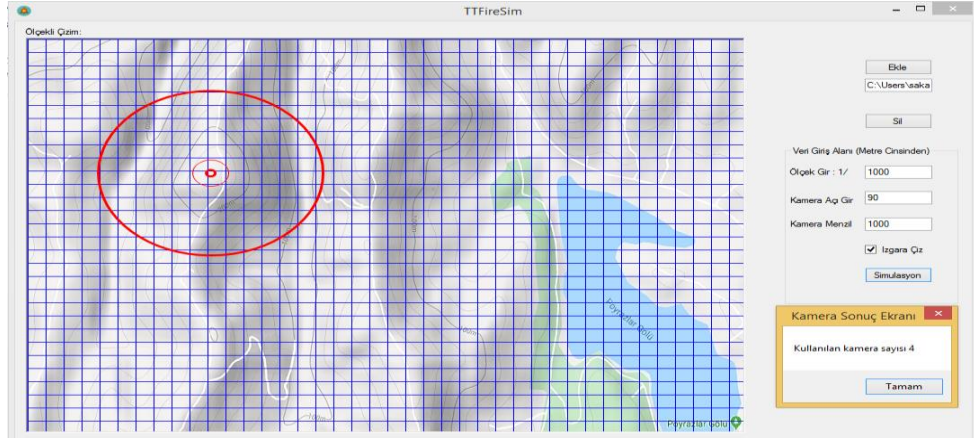 TTFireSim
Ölçekli Çizim:
Ekle
C:\Users\saka
Sil
Veri Giriş Alanı (Metre Cinsinden)
Ölçek Gir : 1/ 1000
Kamera Açı Gir 90
Kamera Menzil 1000
Izgara Çiz
Simulasyon
Kamera Sonuç Ekranı
Kullanılan kamera sayısı 4
Tamam
Poyrazlar Gölü
100m
100m
Poyrazlar Gölü